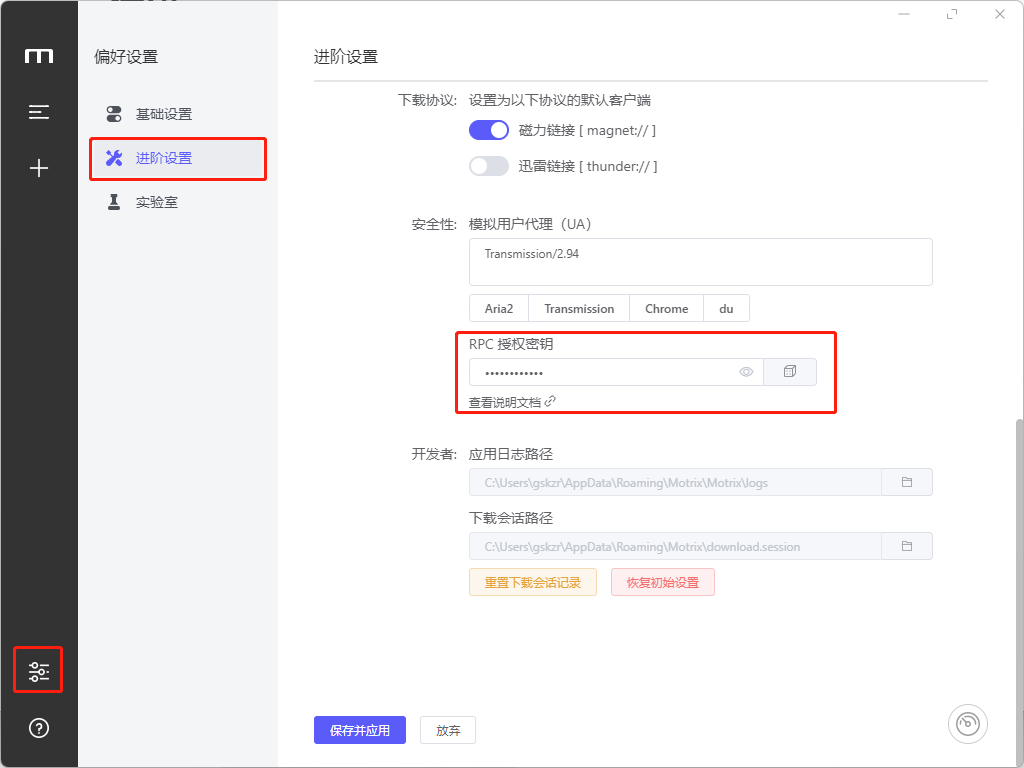 偏好设置
基础设置
进阶设置
实验室
进阶设置
下载协议: 设置为以下协议的默认客户端
磁力链接 [ magnet:// ]
迅雷链接 [ thunder:// ]
安全性: 模拟用户代理（UA）
Transmission/2.94
Aria2 Transmission Chrome du
RPC 授权密钥
••••••••••••
查看说明文档
开发者: 应用日志路径
C:\Users\gskzr\AppData\Roaming\Motrix\Motrix\logs
下载会话路径
C:\Users\gskzr\AppData\Roaming\Motrix\download.session
重置下载会话记录 恢复初始设置
保存并应用 放弃